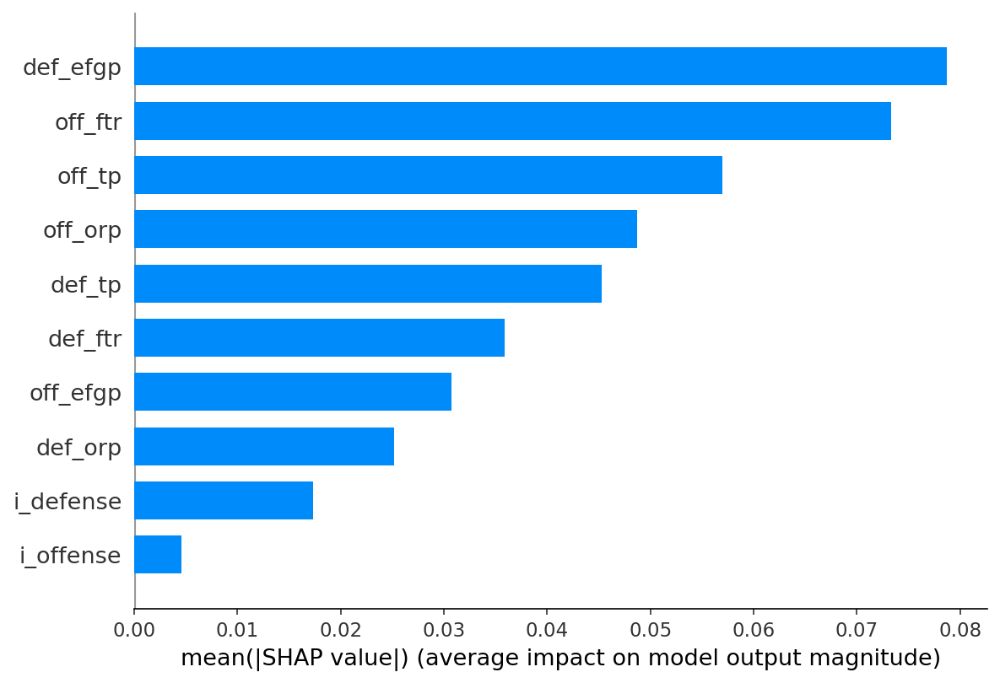 def_efgp
off_ftr
off_tp
off_orp
def_tp
def_ftr
off_efgp
def_orp
i_defense
i_offense
0.00 0.01 0.02 0.03 0.04 0.05 0.06 0.07 0.08
mean(|SHAP value|) (average impact on model output magnitude)